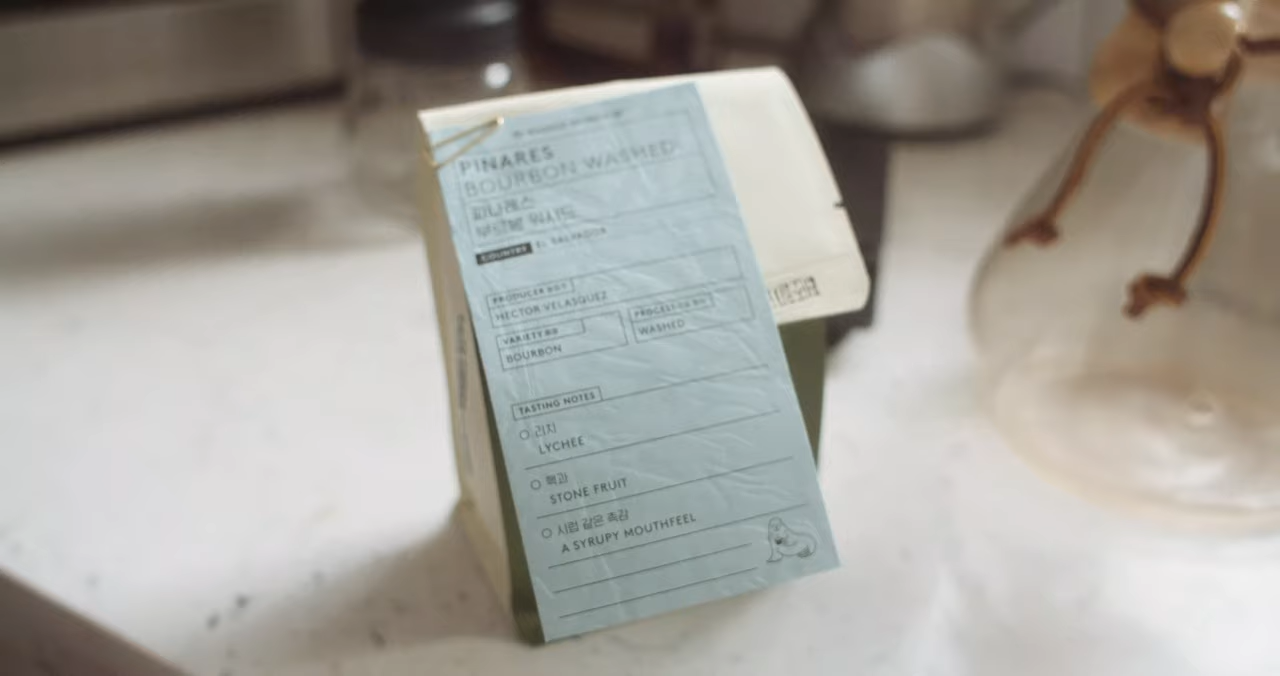 PINARES
BOURBON WASHED
피나레스
부르봉 워시드
COUNTRY EL SALVADOR
PRODUCER
HECTOR VELASQUEZ
VARIETY
BOURBON
PROCESS
WASHED
TASTING NOTES
리치
LYCHEE
핵과
STONE FRUIT
시럽 같은 촉감
A SYRUPY MOUTHFEEL